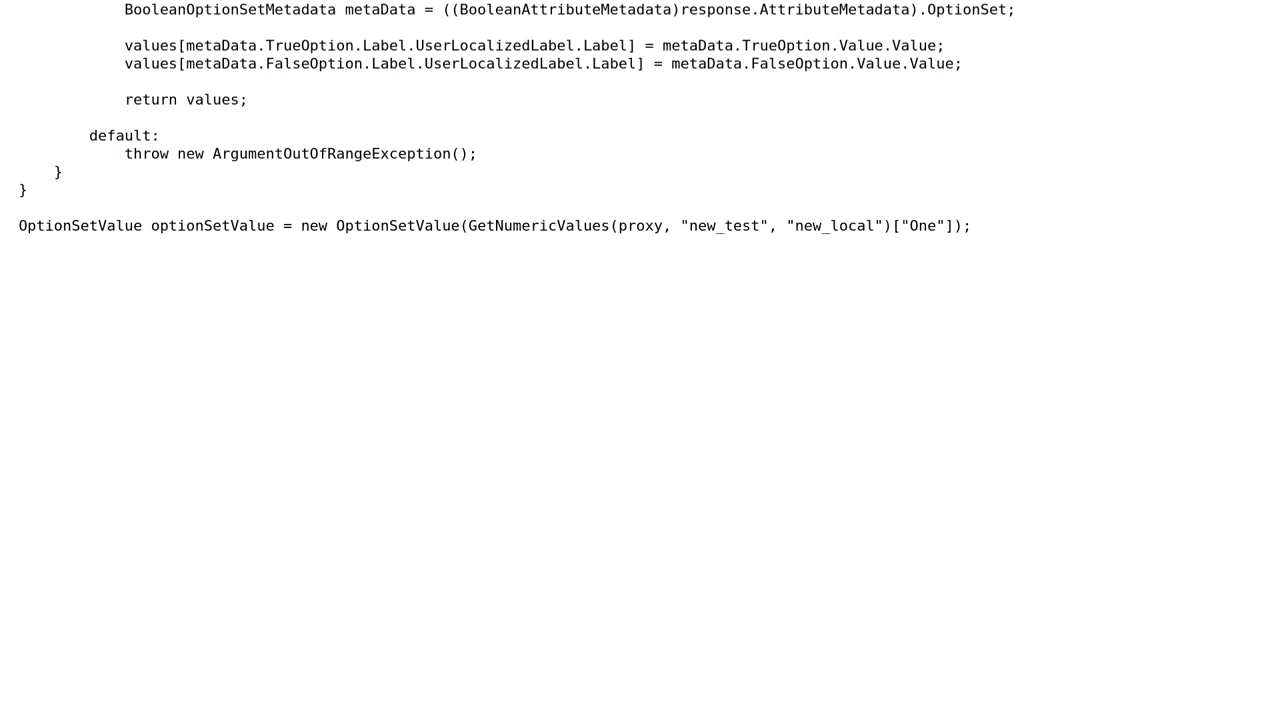 BooleanOptionSetMetadata metaData = ((BooleanAttributeMetadata)response.AttributeMetadata).OptionSet;

            values[metaData.TrueOption.Label.UserLocalizedLabel.Label] = metaData.TrueOption.Value.Value;
            values[metaData.FalseOption.Label.UserLocalizedLabel.Label] = metaData.FalseOption.Value.Value;

            return values;

        default:
            throw new ArgumentOutOfRangeException();
    }
}

OptionSetValue optionSetValue = new OptionSetValue(GetNumericValues(proxy, "new_test", "new_local")["One"]);